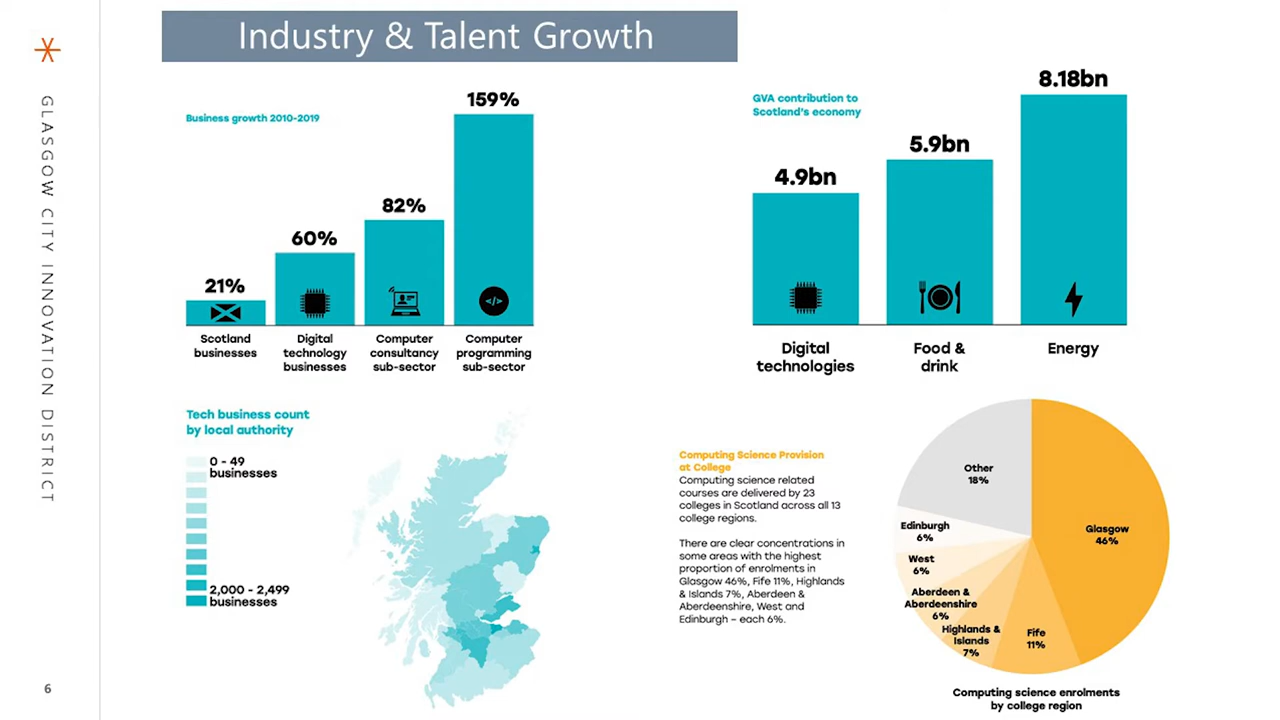 Industry & Talent Growth
GLASGOW CITY INNOVATION DISTRICT
6
Business growth 2010-2019
21%
60%
82%
159%
</>
Scotland
businesses
Digital
technology
businesses
Computer
consultancy
sub-sector
Computer
programming
sub-sector
GVA contribution to
Scotland's economy
4.9bn
5.9bn
8.18bn
Digital
technologies
Food &
drink
Energy
Tech business count
by local authority
0 - 49
businesses
2,000 - 2,499
businesses
Computing Science Provision
at College
Computing science related
courses are delivered by 23
colleges in Scotland across all 13
college regions.
There are clear concentrations in
some areas with the highest
proportion of enrolments in
Glasgow 46%, Fife 11%, Highlands
& Islands 7%, Aberdeen &
Aberdeenshire, West and
Edinburgh – each 6%.
Other
18%
Edinburgh
6%
West
6%
Aberdeen &
Aberdeenshire
6%
Highlands &
Islands
7%
Fife
11%
Glasgow
46%
Computing science enrolments
by college region